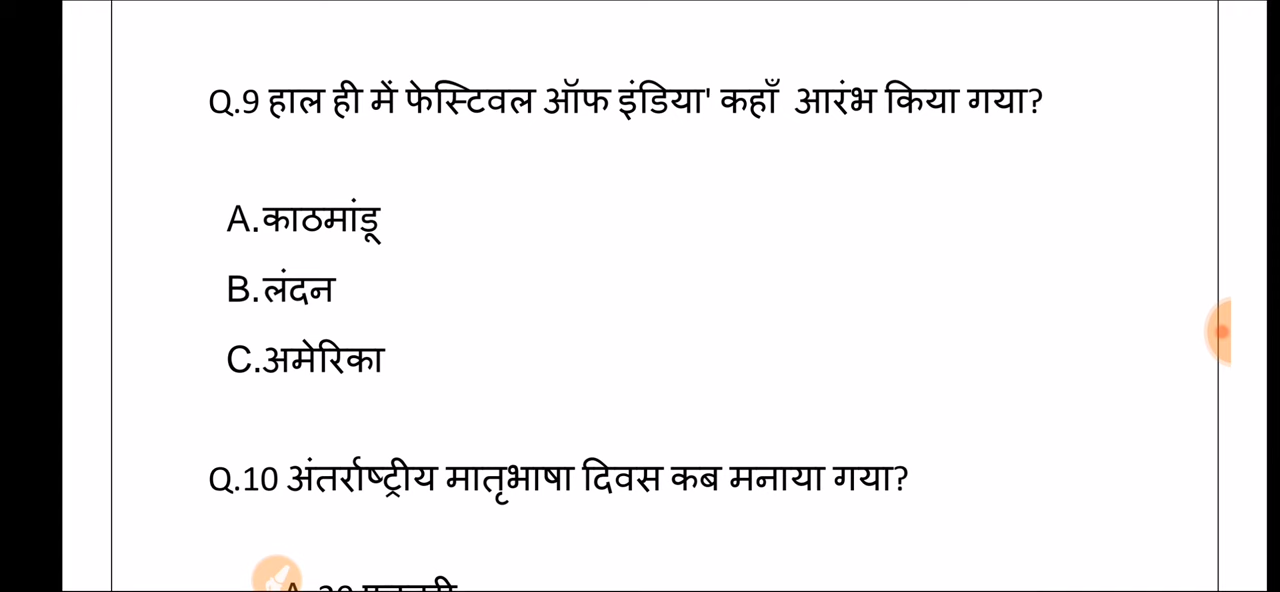 Q.9 हाल ही में फेस्टिवल ऑफ इंडिया' कहाँ आरंभ किया गया?
A.काठमांडू
B.लंदन
C.अमेरिका
Q.10 अंतर्राष्ट्रीय मातृभाषा दिवस कब मनाया गया?